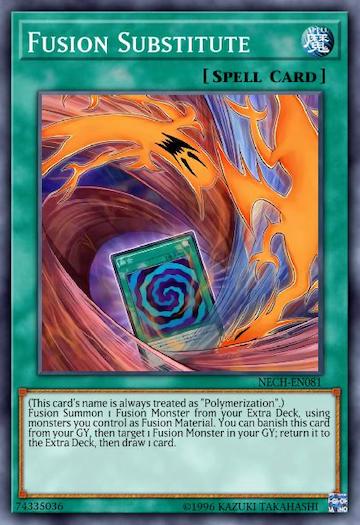 Fusion Substitute
魔
[Spell Card]
NECH-EN081
(This card's name is always treated as "Polymerization".)
Fusion Summon 1 Fusion Monster from your Extra Deck, using
monsters you control as Fusion Material. You can banish this card
from your GY, then target 1 Fusion Monster in your GY; return it to
the Extra Deck, then draw 1 card.
74335036
©1996 KAZUKI TAKAHASHI